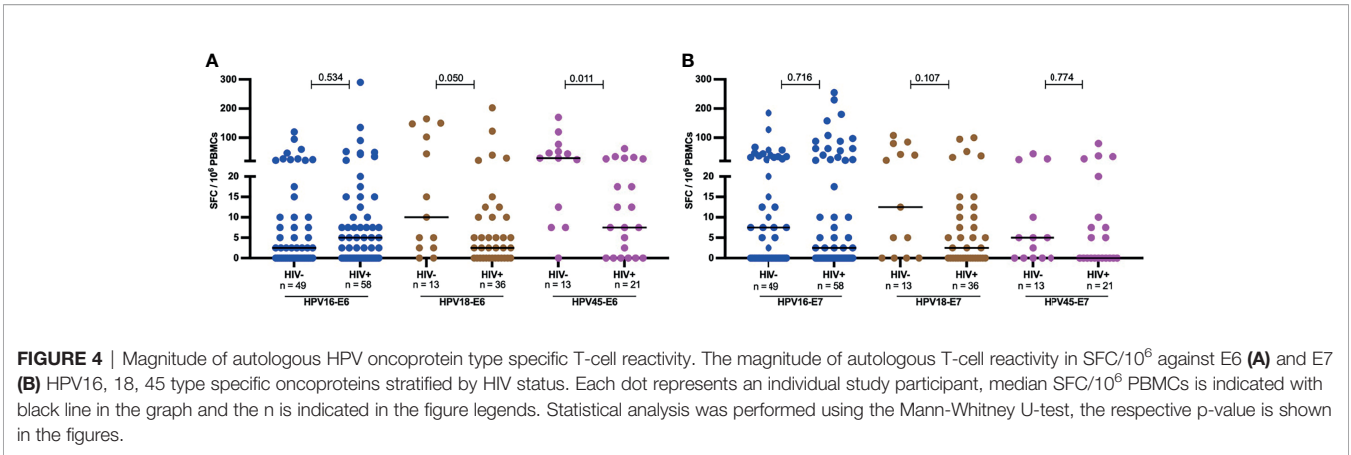 A
B
0.534
0.050
0.011
0.716
0.107
0.774
300
200
100
20
15
10
5
0
SFC / 10⁶ PBMCs
300
200
100
20
15
10
5
0
SFC / 10⁶ PBMCs
HIV- HIV+ HIV- HIV+ HIV- HIV+
n = 49 n = 58 n = 13 n = 36 n = 13 n = 21
HPV16-E6 HPV18-E6 HPV45-E6
HIV- HIV+ HIV- HIV+ HIV- HIV+
n = 49 n = 58 n = 13 n = 36 n = 13 n = 21
HPV16-E7 HPV18-E7 HPV45-E7
FIGURE 4 | Magnitude of autologous HPV oncoprotein type specific T-cell reactivity. The magnitude of autologous T-cell reactivity in SFC/10⁶ against E6 (A) and E7
(B) HPV16, 18, 45 type specific oncoproteins stratified by HIV status. Each dot represents an individual study participant, median SFC/10⁶ PBMCs is indicated with
black line in the graph and the n is indicated in the figure legends. Statistical analysis was performed using the Mann-Whitney U-test, the respective p-value is shown
in the figures.